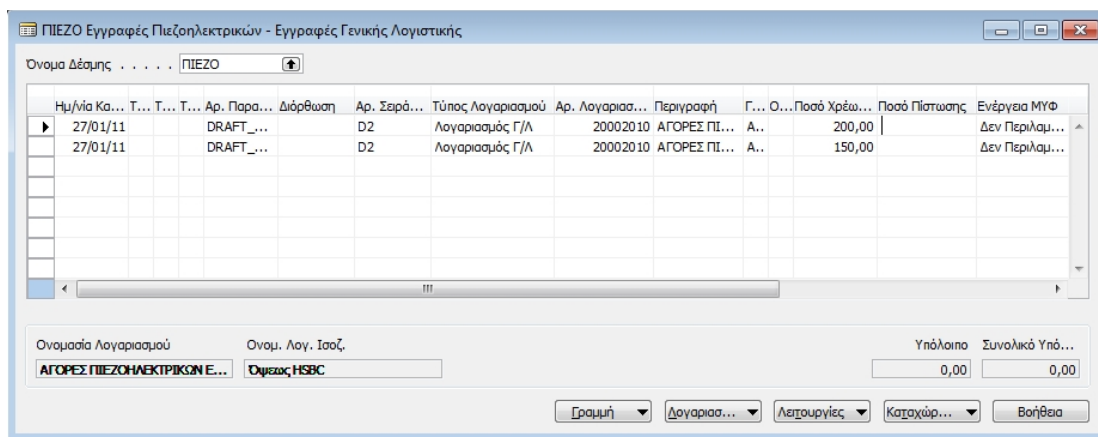 ΠΙΕΖΟ Εγγραφές Πιεζοηλεκτρικών - Εγγραφές Γενικής Λογιστικής
Όνομα Δέσμης . . . . . ΠΙΕΖΟ
Ημ/νία Κα... Τ... Τ... Τ... Αρ. Παρα... Διόρθωση Αρ. Σειρά... Τύπος Λογαριασμού Αρ. Λογαριασ... Περιγραφή Γ... Ο... Ποσό Χρέω... Ποσό Πίστωσης Ενέργεια ΜΥΦ
27/01/11 DRAFT_... D2 Λογαριασμός Γ/Λ 20002010 ΑΓΟΡΕΣ ΠΙ... Α.. 200,00 Δεν Περιλαμ...
27/01/11 DRAFT_... D2 Λογαριασμός Γ/Λ 20002010 ΑΓΟΡΕΣ ΠΙ... Α.. 150,00 Δεν Περιλαμ...
Ονομασία Λογαριασμού Ονομ. Λογ. Ισοζ. Υπόλοιπο Συνολικό Υπό...
ΑΓΟΡΕΣ ΠΙΕΖΟΗΛΕΚΤΡΙΚΩΝ Ε... Όψεως HSBC 0,00 0,00
Γραμμή Λογαριασ... Λειτουργίες Καταχώρ... Βοήθεια